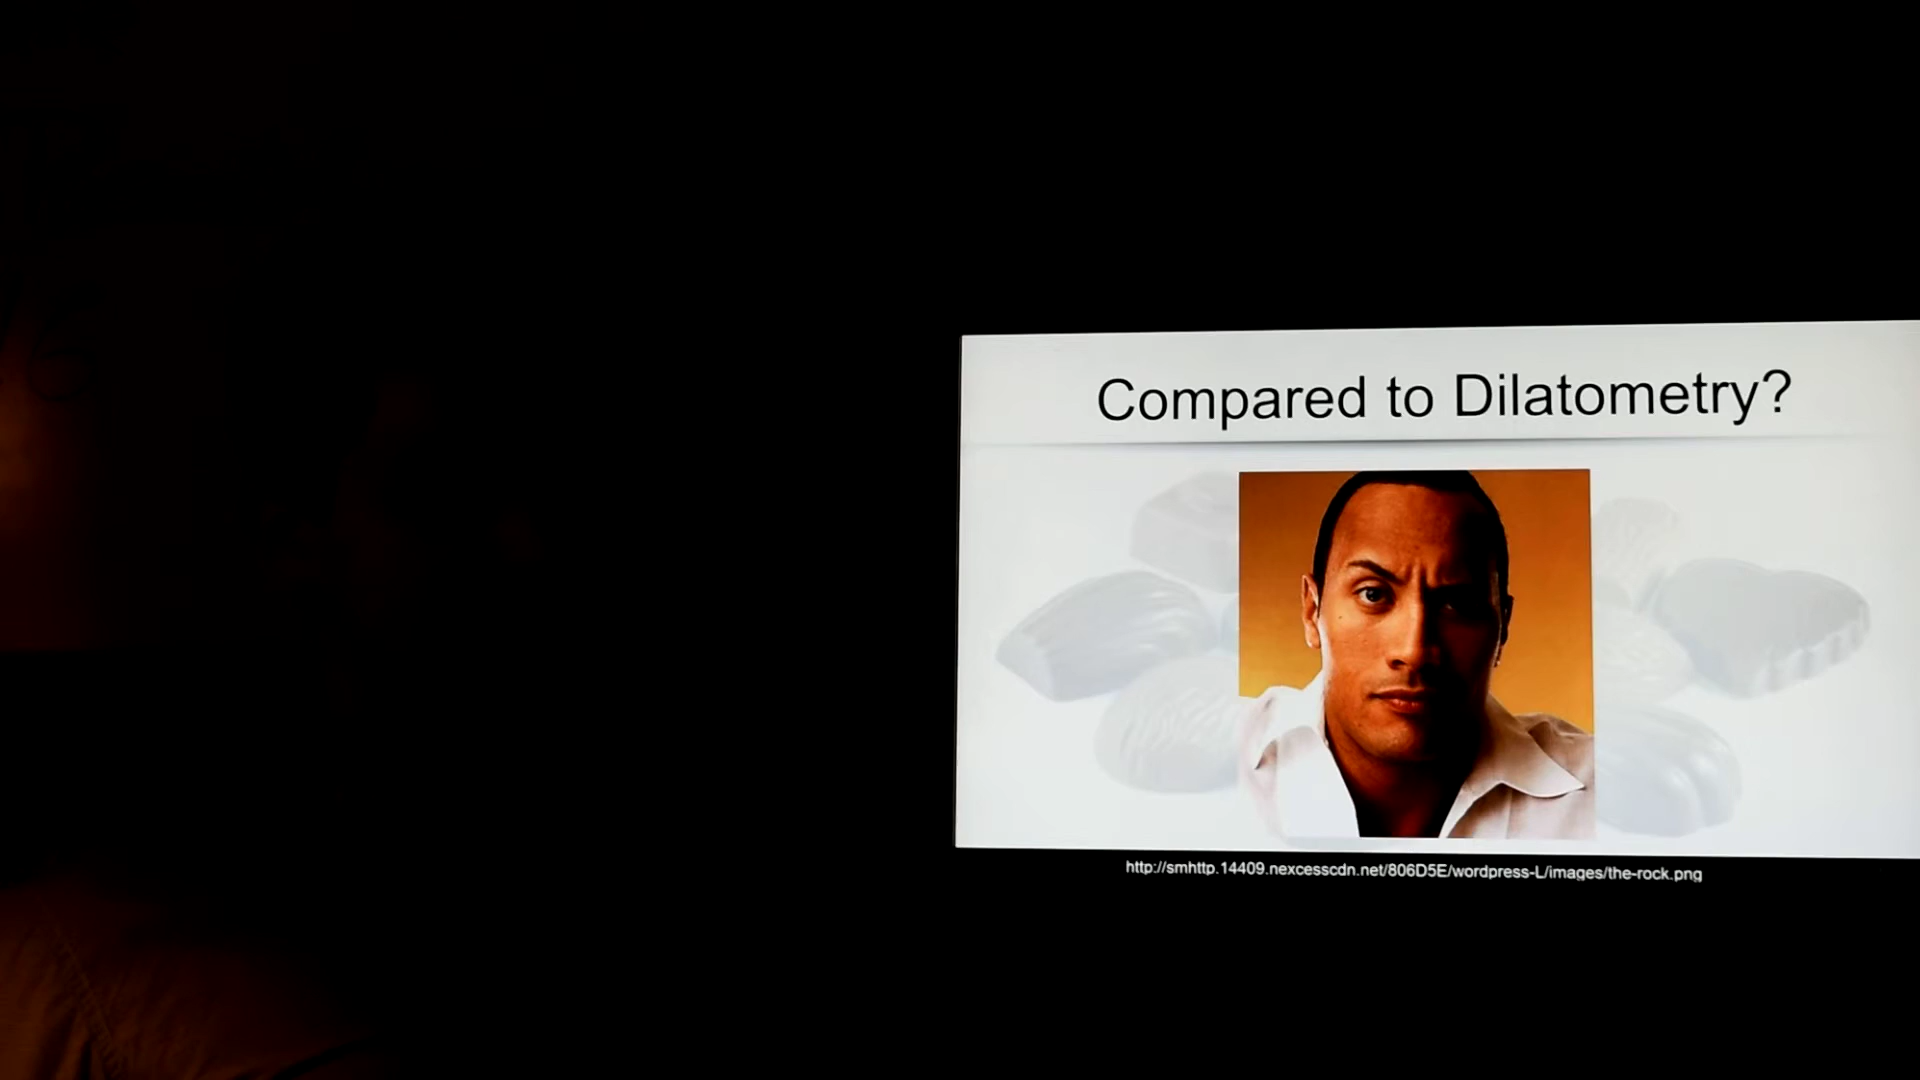 Compared to Dilatometry?
http://smhttp.14409.nexcesscdn.net/806D5E/wordpress-L/images/the-rock.png